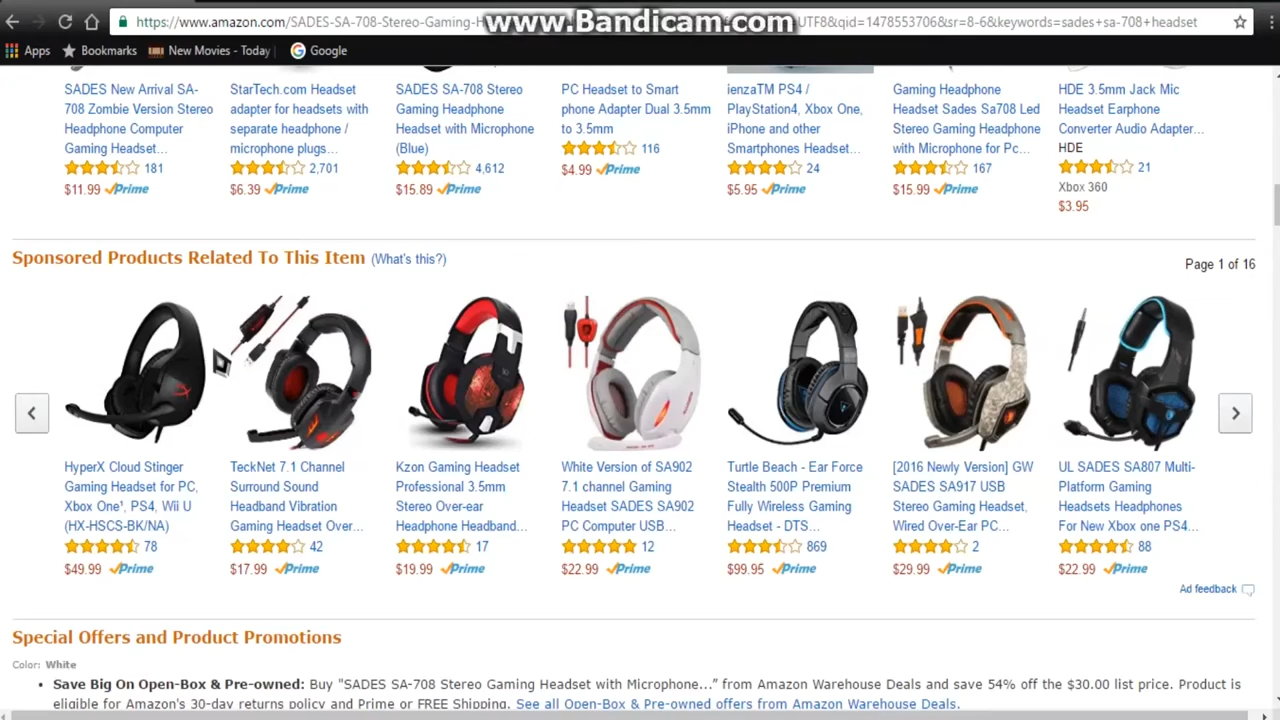 https://www.amazon.com/SADES-SA-708-Stereo-Gaming-H
www.Bandicam.com
UTF8&qid=1478553706&sr=8-6&keywords=sades+sa-708+headset
Apps
Bookmarks
New Movies - Today
Google
SADES New Arrival SA-
708 Zombie Version Stereo
Headphone Computer
Gaming Headset...
181
$11.99 Prime
StarTech.com Headset
adapter for headsets with
separate headphone /
microphone plugs...
2,701
$6.39 Prime
SADES SA-708 Stereo
Gaming Headphone
Headset with Microphone
(Blue)
4,612
$15.89 Prime
PC Headset to Smart
phone Adapter Dual 3.5mm
to 3.5mm
116
$4.99 Prime
ienzaTM PS4 /
PlayStation4, Xbox One,
iPhone and other
Smartphones Headset...
24
$5.95 Prime
Gaming Headphone
Headset Sades Sa708 Led
Stereo Gaming Headphone
with Microphone for Pc...
167
$15.99 Prime
HDE 3.5mm Jack Mic
Headset Earphone
Converter Audio Adapter...
HDE
21
Xbox 360
$3.95
Sponsored Products Related To This Item (What's this?)
Page 1 of 16
HyperX Cloud Stinger
Gaming Headset for PC,
Xbox One¹, PS4, Wii U
(HX-HSCS-BK/NA)
78
$49.99 Prime
TeckNet 7.1 Channel
Surround Sound
Headband Vibration
Gaming Headset Over...
42
$17.99 Prime
Kzon Gaming Headset
Professional 3.5mm
Stereo Over-ear
Headphone Headband...
17
$19.99 Prime
White Version of SA902
7.1 channel Gaming
Headset SADES SA902
PC Computer USB...
12
$22.99 Prime
Turtle Beach - Ear Force
Stealth 500P Premium
Fully Wireless Gaming
Headset - DTS...
869
$99.95 Prime
[2016 Newly Version] GW
SADES SA917 USB
Stereo Gaming Headset,
Wired Over-Ear PC...
2
$29.99 Prime
UL SADES SA807 Multi-
Platform Gaming
Headsets Headphones
For New Xbox one PS4...
88
$22.99 Prime
Ad feedback
Special Offers and Product Promotions
Color: White
• Save Big On Open-Box & Pre-owned: Buy "SADES SA-708 Stereo Gaming Headset with Microphone..." from Amazon Warehouse Deals and save 54% off the $30.00 list price. Product is
eligible for Amazon's 30-day returns policy and Prime or FREE Shipping. See all Open-Box & Pre-owned offers from Amazon Warehouse Deals.